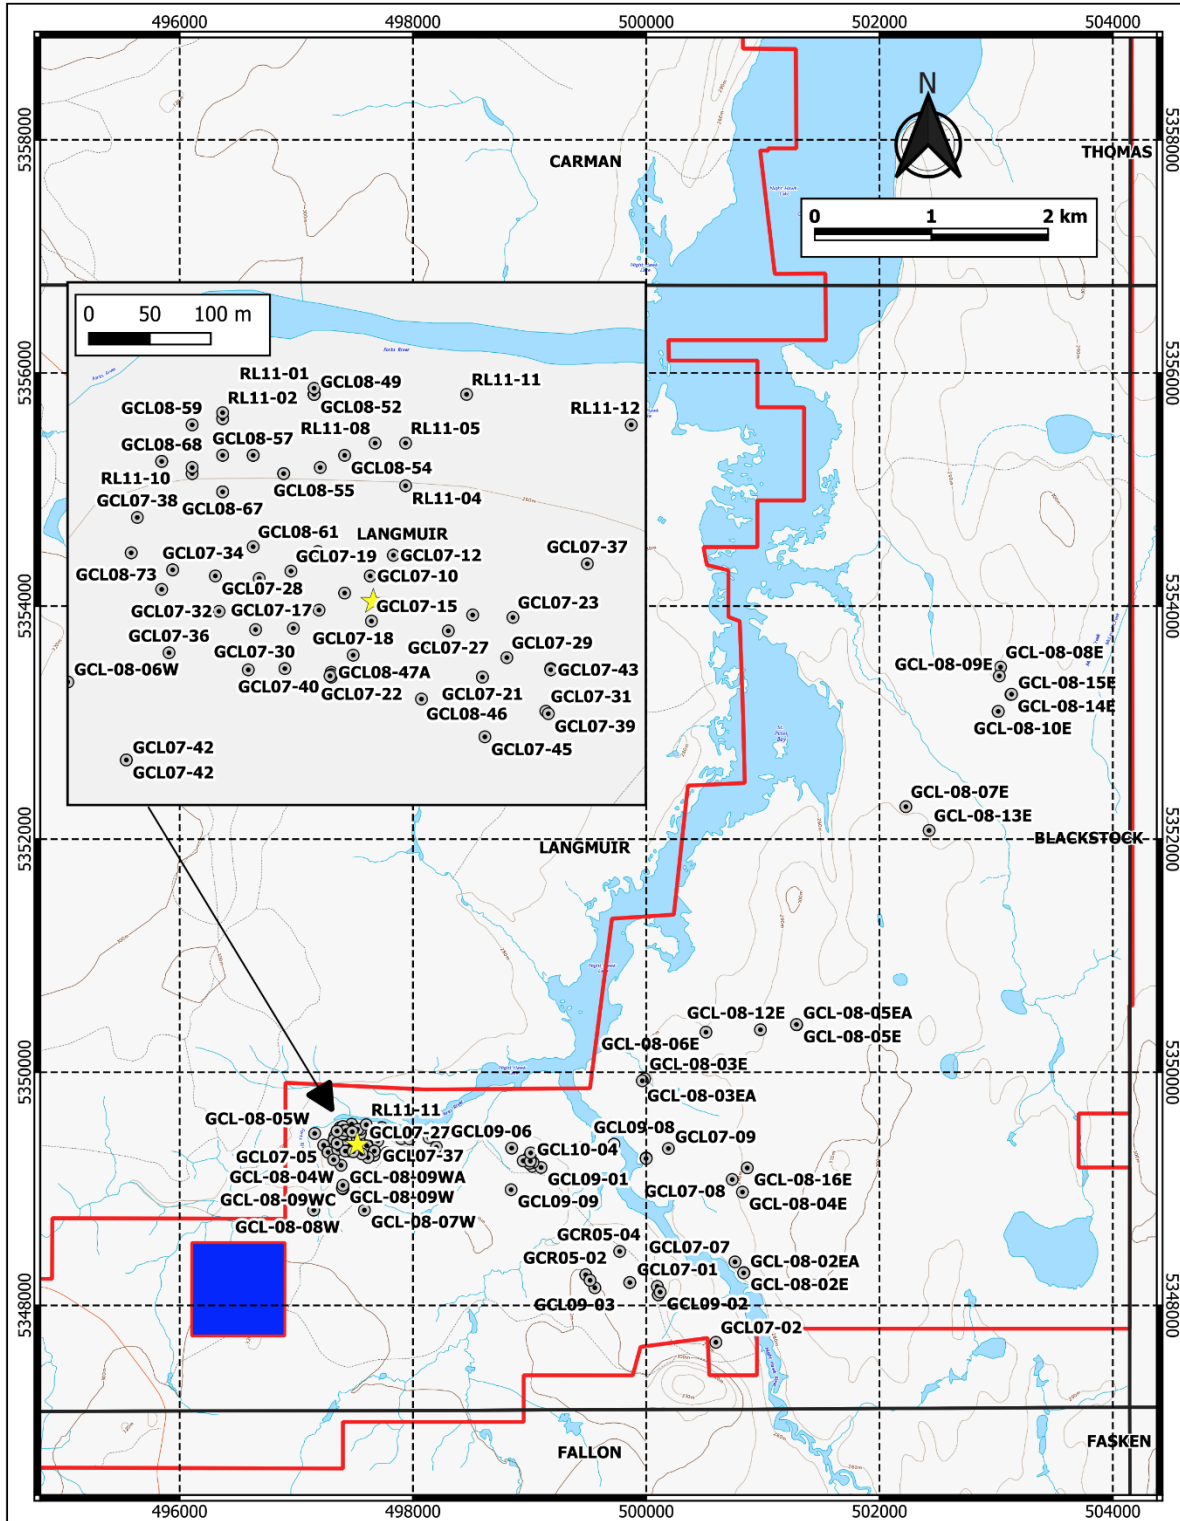 496000 498000 500000 502000 504000
5358000 5358000
CARMAN
N
THOMAS
0 1 2 km
0 50 100 m
5356000 5356000
RL11-01
GCL08-49
RL11-11
GCL08-59
RL11-02
GCL08-52
RL11-12
RL11-08
RL11-05
GCL08-68
GCL08-57
GCL08-54
RL11-10
GCL08-55
RL11-04
GCL07-38
GCL08-67
GCL08-61
LANGMUIR
GCL07-34
GCL07-19
GCL07-12
GCL07-37
GCL08-73
GCL07-28
GCL07-10
GCL07-32
GCL07-17
GCL07-15
GCL07-23
GCL07-36
GCL07-18
GCL07-27
GCL07-29
GCL-08-06W
GCL07-30
GCL08-47A
GCL07-43
GCL07-40
GCL07-22
GCL07-21
GCL07-31
GCL08-46
GCL07-39
GCL07-45
GCL07-42
GCL07-42
5354000 5354000
GCL-08-08E
GCL-08-09E
GCL-08-15E
GCL-08-14E
GCL-08-10E
GCL-08-07E
GCL-08-13E
5352000 5352000
LANGMUIR
BLACKSTOCK
GCL-08-12E
GCL-08-05EA
GCL-08-05E
GCL-08-06E
5350000 5350000
GCL-08-03E
GCL-08-03EA
GCL-08-05W
RL11-11
GCL07-27
GCL09-06
GCL09-08
GCL07-09
GCL07-05
GCL07-37
GCL10-04
GCL-08-04W
GCL-08-09WA
GCL09-01
GCL-08-09WC
GCL-08-09W
GCL09-09
GCL07-08
GCL-08-16E
GCL-08-04E
GCL-08-08W
GCL-08-07W
GCR05-04
GCL07-07
GCR05-02
GCL07-01
GCL-08-02EA
GCL-08-02E
GCL09-03
GCL09-02
5348000 5348000
GCL07-02
FALLON
FASKEN
496000 498000 500000 502000 504000